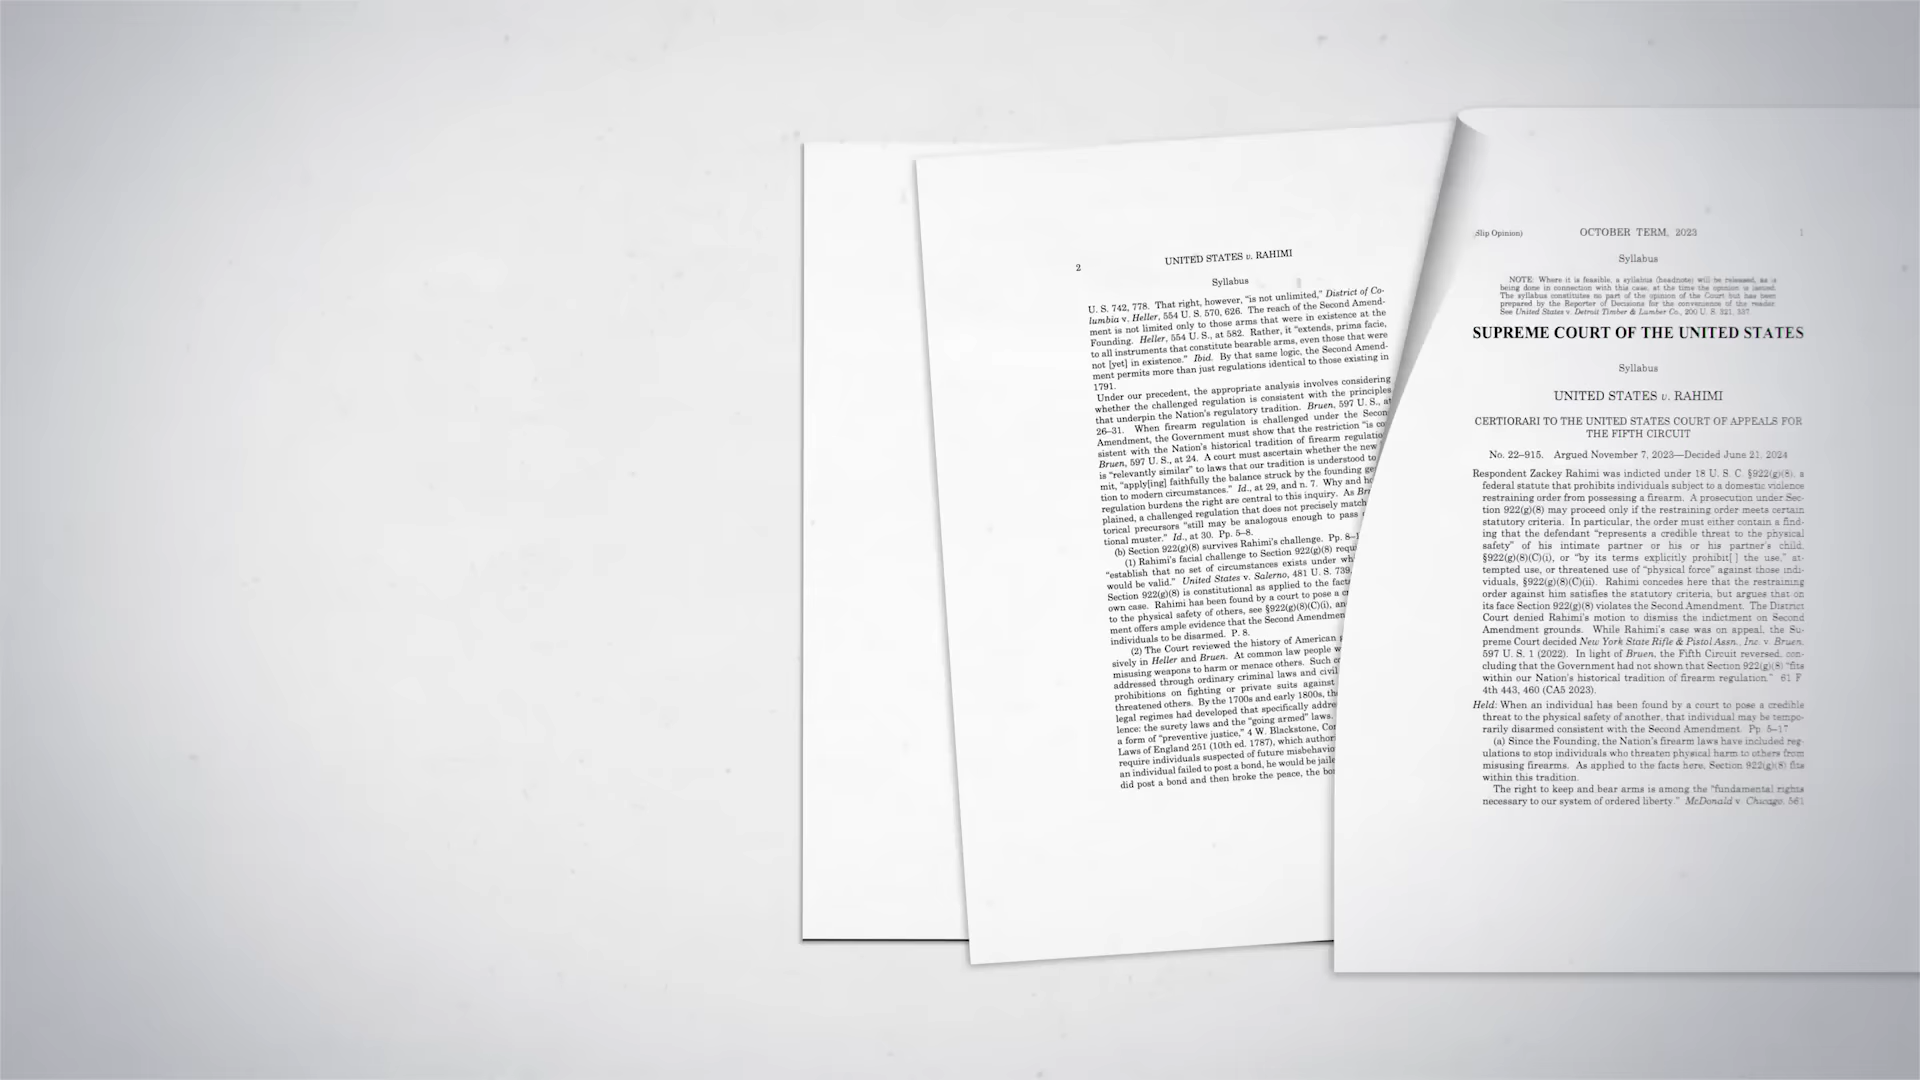 2
UNITED STATES v. RAHIMI
Syllabus
U. S. 742, 778. That right, however, “is not unlimited,” District of Co-
lumbia v. Heller, 554 U. S. 570, 626. The reach of the Second Amend-
ment is not limited only to those arms that were in existence at the
Founding. Heller, 554 U. S., at 582. Rather, it “extends, prima facie,
to all instruments that constitute bearable arms, even those that were
not [yet] in existence.” Ibid. By that same logic, the Second Amend-
ment permits more than just regulations identical to those existing in
1791.
Under our precedent, the appropriate analysis involves considering
whether the challenged regulation is consistent with the principles
that underpin the Nation’s regulatory tradition. Bruen, 597 U. S., at
26–31. When firearm regulation is challenged under the Secon
Amendment, the Government must show that the restriction “is co
sistent with the Nation’s historical tradition of firearm regulatio
Bruen, 597 U. S., at 24. A court must ascertain whether the new
is “relevantly similar” to laws that our tradition is understood to
mit, “apply[ing] faithfully the balance struck by the founding ge
tion to modern circumstances.” Id., at 29, and n. 7. Why and h
regulation burdens the right are central to this inquiry. As Br
plained, a challenged regulation that does not precisely match
torical precursors “still may be analogous enough to pass
tional muster.” Id., at 30. Pp. 5–8.
(b) Section 922(g)(8) survives Rahimi’s challenge. Pp. 8–1
(1) Rahimi’s facial challenge to Section 922(g)(8) requ
“establish that no set of circumstances exists under wh
would be valid.” United States v. Salerno, 481 U. S. 739,
Section 922(g)(8) is constitutional as applied to the fact
own case. Rahimi has been found by a court to pose a c
to the physical safety of others, see §922(g)(8)(C)(i), an
ment offers ample evidence that the Second Amendmen
individuals to be disarmed. P. 8.
(2) The Court reviewed the history of American
sively in Heller and Bruen. At common law people w
misusing weapons to harm or menace others. Such c
addressed through ordinary criminal laws and civil
prohibitions on fighting or private suits against
threatened others. By the 1700s and early 1800s, th
legal regimes had developed that specifically addre
lence: the surety laws and the “going armed” laws.
a form of “preventive justice,” 4 W. Blackstone, Co
Laws of England 251 (10th ed. 1787), which author
require individuals suspected of future misbehavio
an individual failed to post a bond, he would be jaile
did post a bond and then broke the peace, the bo
Slip Opinion)
OCTOBER TERM, 2023
1
Syllabus
NOTE: Where it is feasible, a syllabus (headnote) will be released, as is
being done in connection with this case, at the time the opinion is issued.
The syllabus constitutes no part of the opinion of the Court but has been
prepared by the Reporter of Decisions for the convenience of the reader.
See United States v. Detroit Timber & Lumber Co., 200 U. S. 321, 337.
SUPREME COURT OF THE UNITED STATES
Syllabus
UNITED STATES v. RAHIMI
CERTIORARI TO THE UNITED STATES COURT OF APPEALS FOR
THE FIFTH CIRCUIT
No. 22–915. Argued November 7, 2023—Decided June 21, 2024
Respondent Zackey Rahimi was indicted under 18 U. S. C. §922(g)(8), a
federal statute that prohibits individuals subject to a domestic violence
restraining order from possessing a firearm. A prosecution under Sec-
tion 922(g)(8) may proceed only if the restraining order meets certain
statutory criteria. In particular, the order must either contain a find-
ing that the defendant “represents a credible threat to the physical
safety” of his intimate partner or his or his partner’s child,
§922(g)(8)(C)(i), or “by its terms explicitly prohibit[ ] the use,” at-
tempted use, or threatened use of “physical force” against those indi-
viduals, §922(g)(8)(C)(ii). Rahimi concedes here that the restraining
order against him satisfies the statutory criteria, but argues that on
its face Section 922(g)(8) violates the Second Amendment. The District
Court denied Rahimi’s motion to dismiss the indictment on Second
Amendment grounds. While Rahimi’s case was on appeal, the Su-
preme Court decided New York State Rifle & Pistol Assn., Inc. v. Bruen,
597 U. S. 1 (2022). In light of Bruen, the Fifth Circuit reversed, con-
cluding that the Government had not shown that Section 922(g)(8) “fits
within our Nation’s historical tradition of firearm regulation.” 61 F.
4th 443, 460 (CA5 2023).
Held: When an individual has been found by a court to pose a credible
threat to the physical safety of another, that individual may be tempo-
rarily disarmed consistent with the Second Amendment. Pp. 5–17
(a) Since the Founding, the Nation’s firearm laws have included reg-
ulations to stop individuals who threaten physical harm to others from
misusing firearms. As applied to the facts here, Section 922(g)(8) fits
within this tradition.
The right to keep and bear arms is among the “fundamental rights
necessary to our system of ordered liberty.” McDonald v. Chicago, 561